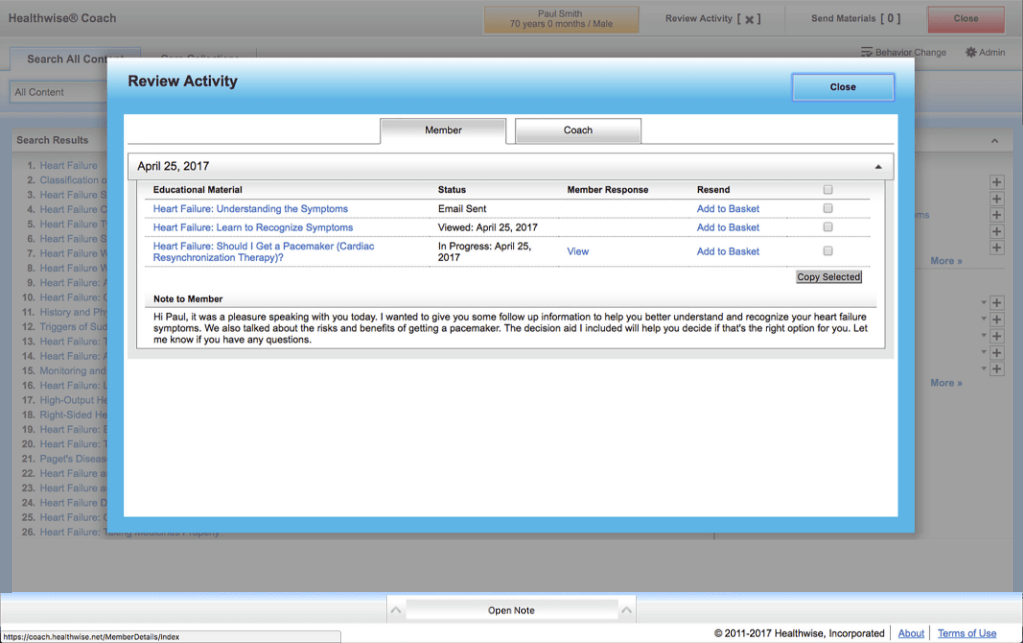 Healthwise® Coach
Paul Smith
70 years 0 months / Male
Review Activity [ x ]
Send Materials [ 0 ]
Close
Search All Content
Behavior Change
Admin
All Content
Review Activity
Close
Member
Coach
Search Results
April 25, 2017
Educational Material Status Member Response Resend
Heart Failure: Understanding the Symptoms Email Sent Add to Basket
Heart Failure: Learn to Recognize Symptoms Viewed: April 25, 2017 Add to Basket
Heart Failure: Should I Get a Pacemaker (Cardiac
Resynchronization Therapy)?
In Progress: April 25,
2017
View
Add to Basket
Copy Selected
Note to Member
Hi Paul, it was a pleasure speaking with you today. I wanted to give you some follow up information to help you better understand and recognize your heart failure
symptoms. We also talked about the risks and benefits of getting a pacemaker. The decision aid I included will help you decide if that's the right option for you. Let
me know if you have any questions.
1. Heart Failure
2. Classification o
3. Heart Failure S
4. Heart Failure C
5. Heart Failure T
6. Heart Failure S
7. Heart Failure W
8. Heart Failure W
9. Heart Failure: A
10. Heart Failure: C
11. History and Phy
12. Triggers of Sud
13. Heart Failure: T
14. Heart Failure: A
15. Monitoring and
16. Heart Failure: L
17. High-Output He
18. Right-Sided He
19. Heart Failure: E
20. Heart Failure: T
21. Paget's Diseas
22. Heart Failure a
23. Heart Failure a
24. Heart Failure D
25. Heart Failure: C
26. Heart Failure: Taking Medicines Properly
ms
More »
More »
Open Note
https://coach.healthwise.net/MemberDetails/Index
© 2011-2017 Healthwise, Incorporated
About
Terms of Use